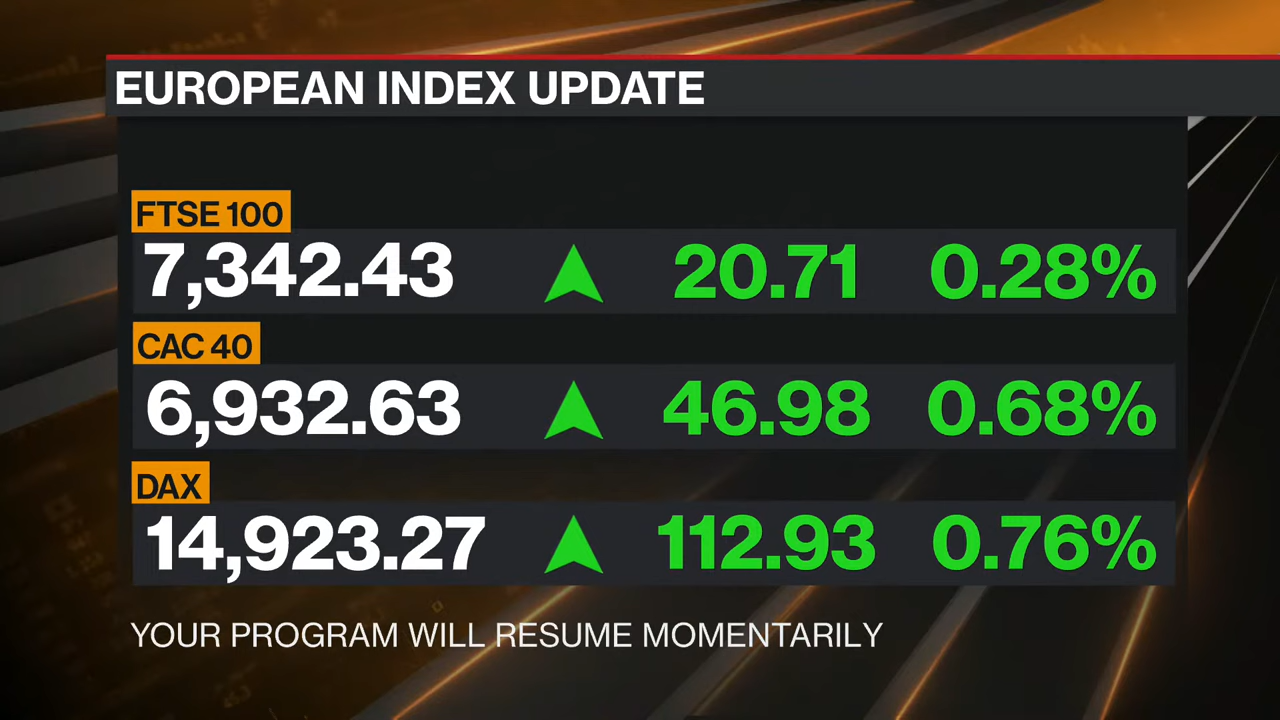 EUROPEAN INDEX UPDATE
FTSE 100
7,342.43 20.71 0.28%
CAC 40
6,932.63 46.98 0.68%
DAX
14,923.27 112.93 0.76%
YOUR PROGRAM WILL RESUME MOMENTARILY